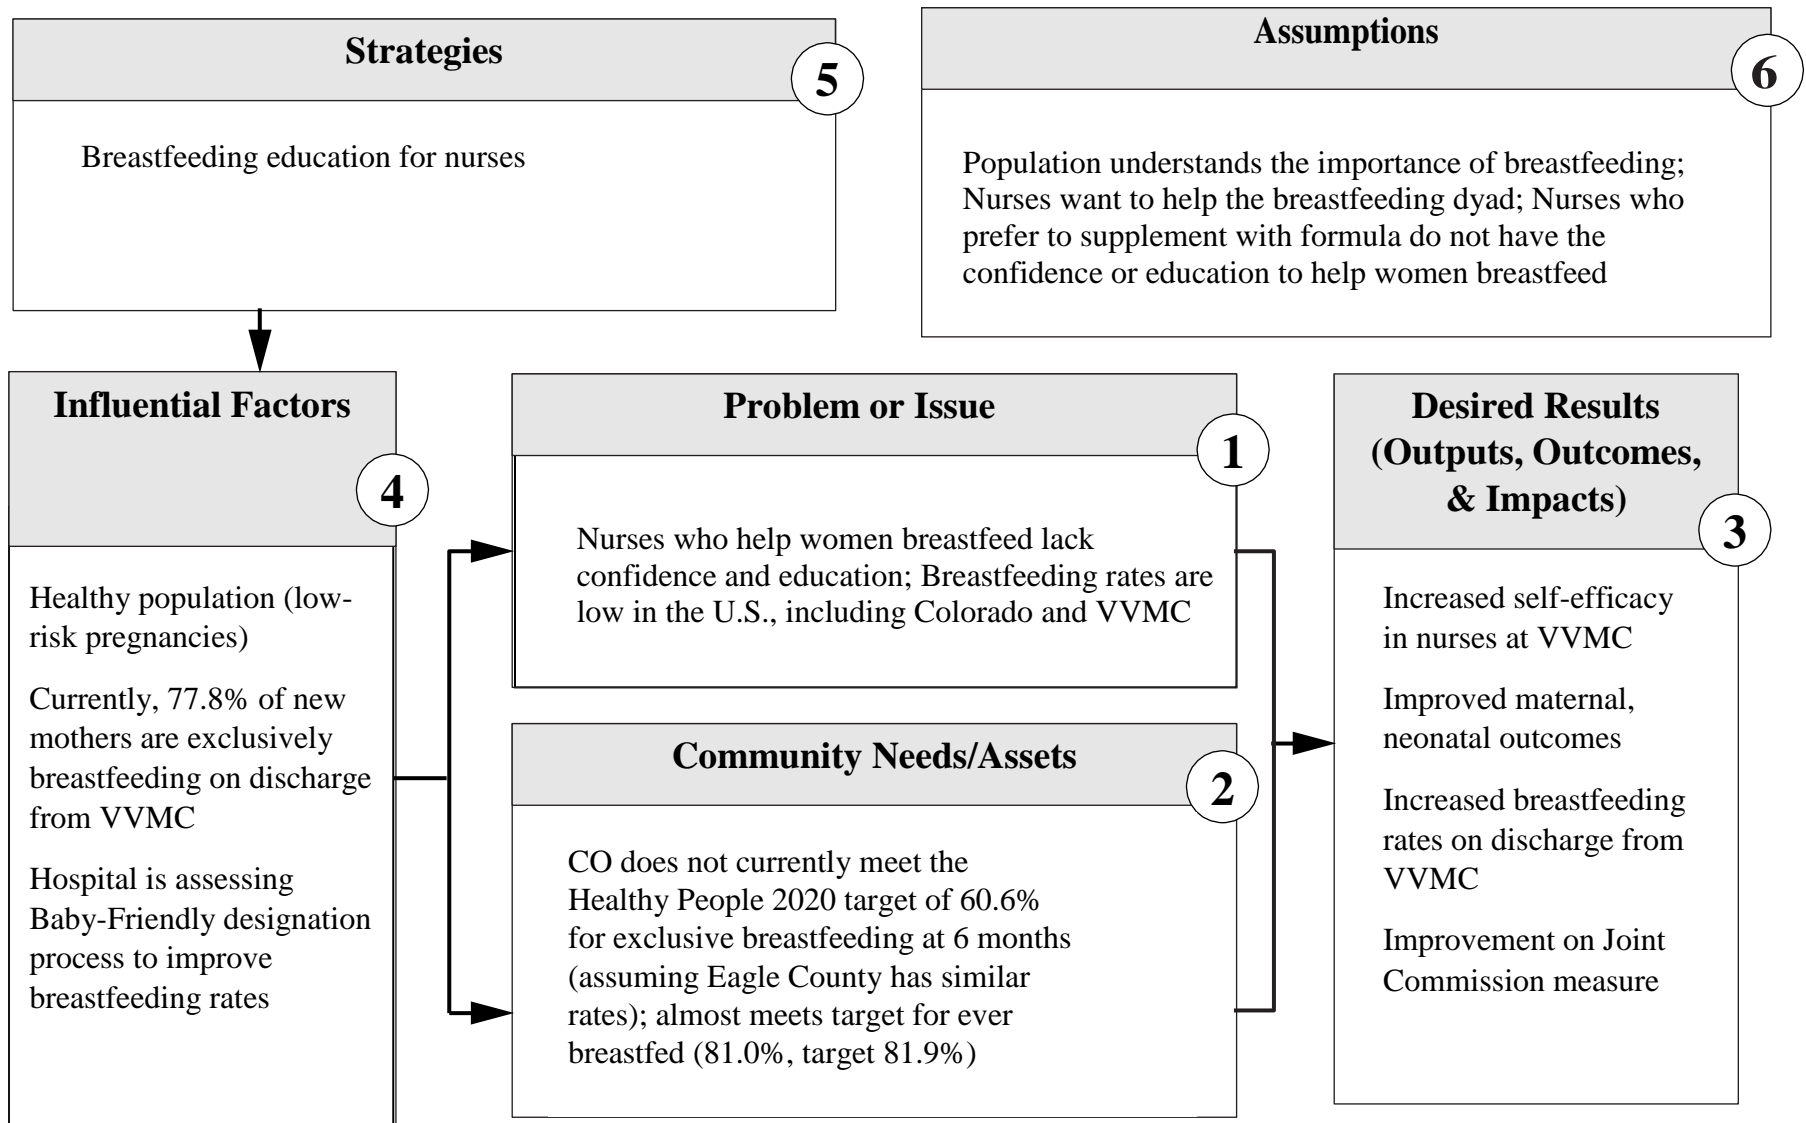 Strategies
5
Breastfeeding education for nurses
Assumptions
6
Population understands the importance of breastfeeding;
Nurses want to help the breastfeeding dyad; Nurses who
prefer to supplement with formula do not have the
confidence or education to help women breastfeed
Influential Factors
4
Healthy population (low-
risk pregnancies)
Currently, 77.8% of new
mothers are exclusively
breastfeeding on discharge
from VVMC
Hospital is assessing
Baby-Friendly designation
process to improve
breastfeeding rates
Problem or Issue
1
Nurses who help women breastfeed lack
confidence and education; Breastfeeding rates are
low in the U.S., including Colorado and VVMC
Community Needs/Assets
2
CO does not currently meet the
Healthy People 2020 target of 60.6%
for exclusive breastfeeding at 6 months
(assuming Eagle County has similar
rates); almost meets target for ever
breastfed (81.0%, target 81.9%)
Desired Results
(Outputs, Outcomes,
& Impacts)
3
Increased self-efficacy
in nurses at VVMC
Improved maternal,
neonatal outcomes
Increased breastfeeding
rates on discharge from
VVMC
Improvement on Joint
Commission measure